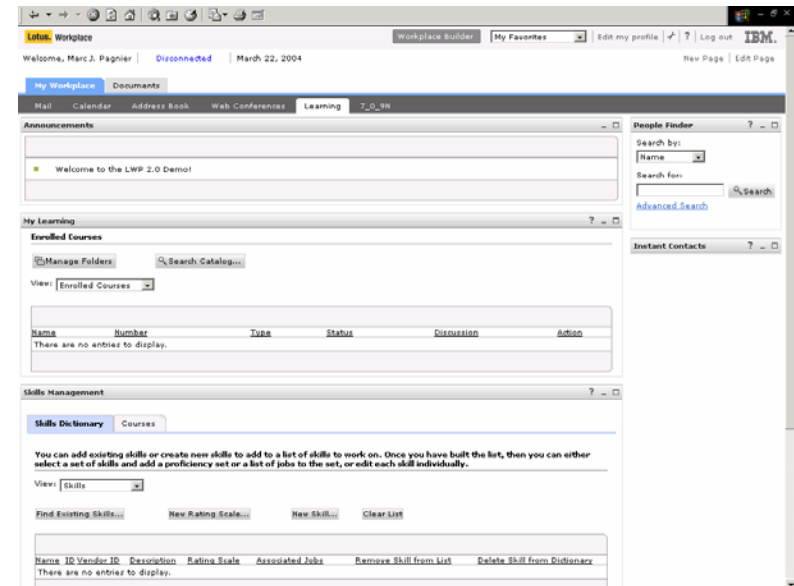 Lotus. Workplace Workplace Builder My Favorites Edit my profile ? Log out IBM.
Welcome, Marc J. Pagnier Disconnected March 22, 2004 New Page Edit Page
My Workplace Documents
Mail Calendar Address Book Web Conferences Learning 7_0_9N
Announcements
Welcome to the LWP 2.0 Demo!
My Learning ?
Enrolled Courses
Manage Folders Search Catalog...
View: Enrolled Courses
Name Number Type Status Discussion Action
There are no entries to display.
Skills Management ?
Skills Dictionary Courses
You can add existing skills or create new skills to add to a list of skills to work on. Once you have built the list, then you can either
select a set of skills and add a proficiency set or a list of jobs to the set, or edit each skill individually.
View: Skills
Find Existing Skills... New Rating Scale... New Skill... Clear List
Name ID Vendor ID Description Rating Scale Associated Jobs Remove Skill from List Delete Skill from Dictionary
There are no entries to display.
People Finder ?
Search by:
Name
Search for:
Search
Advanced Search
Instant Contacts ?